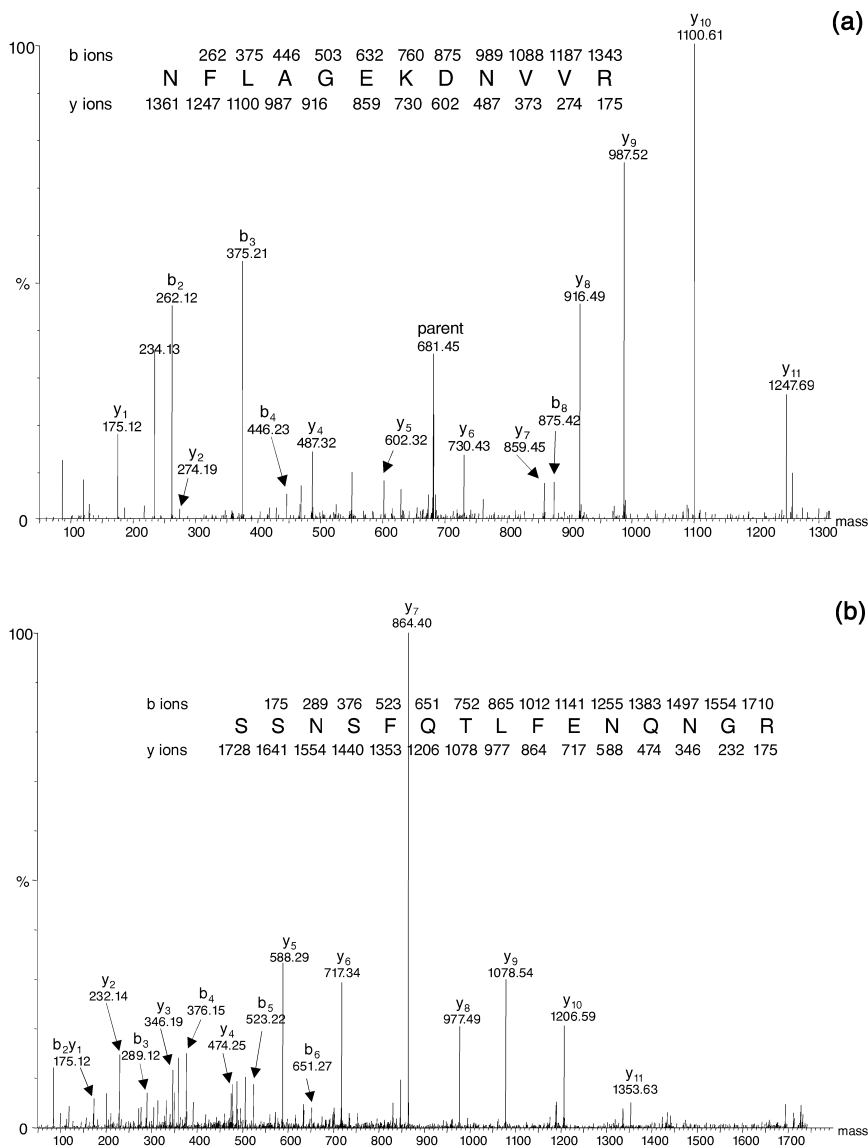 (a)
y10
1100.61
100
b ions 262 375 446 503 632 760 875 989 1088 1187 1343
N F L A G E K D N V V R
y ions 1361 1247 1100 987 916 859 730 602 487 373 274 175
y9
987.52
b3
375.21
b2
262.12
y8
916.49
%
parent
681.45
234.13
y11
1247.69
y1
175.12
b4
446.23
y4
487.32
y5
602.32
y6
730.43
y7
859.45
b8
875.42
y2
274.19
0
100 200 300 400 500 600 700 800 900 1000 1100 1200 1300 mass
(b)
y7
864.40
100
b ions 175 289 376 523 651 752 865 1012 1141 1255 1383 1497 1554 1710
S S N S F Q T L F E N Q N G R
y ions 1728 1641 1554 1440 1353 1206 1078 977 864 717 588 474 346 232 175
%
y5
588.29
y6
717.34
y9
1078.54
y2
232.14
y3
346.19
b4
376.15
b5
523.22
y8
977.49
y10
1206.59
b2y1
175.12
b3
289.12
y4
474.25
b6
651.27
y11
1353.63
0
100 200 300 400 500 600 700 800 900 1000 1100 1200 1300 1400 1500 1600 1700 mass